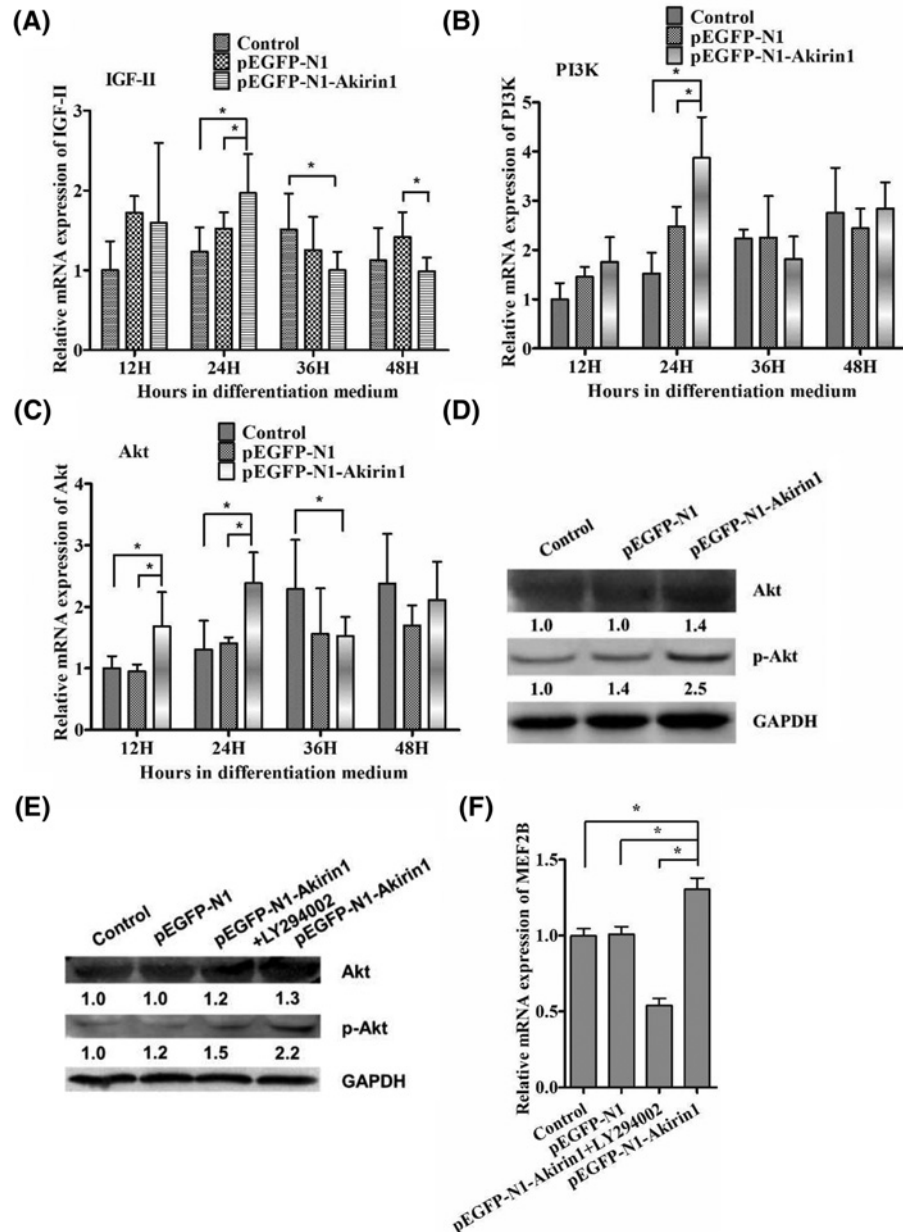 (A)
Control
pEGFP-N1
pEGFP-N1-Akirin1
IGF-II
Relative mRNA expression of IGF-II
3
2
1
0
*
*
*
*
12H
24H
36H
48H
Hours in differentiation medium
(B)
Control
pEGFP-N1
pEGFP-N1-Akirin1
PI3K
Relative mRNA expression of PI3K
5
4
3
2
1
0
*
*
12H
24H
36H
48H
Hours in differentiation medium
(C)
Control
pEGFP-N1
pEGFP-N1-Akirin1
Akt
Relative mRNA expression of Akt
4
3
2
1
0
*
*
*
*
*
12H
24H
36H
48H
Hours in differentiation medium
(D)
Control
pEGFP-N1
pEGFP-N1-Akirin1
Akt
1.0 1.0 1.4
p-Akt
1.0 1.4 2.5
GAPDH
(E)
Control
pEGFP-N1
pEGFP-N1-Akirin1
+LY294002
pEGFP-N1-Akirin1
Akt
1.0 1.0 1.2 1.3
p-Akt
1.0 1.2 1.5 2.2
GAPDH
(F)
*
*
*
Relative mRNA expression of MEF2B
1.5
1.0
0.5
0.0
Control
pEGFP-N1
pEGFP-N1-Akirin1+LY294002
pEGFP-N1-Akirin1